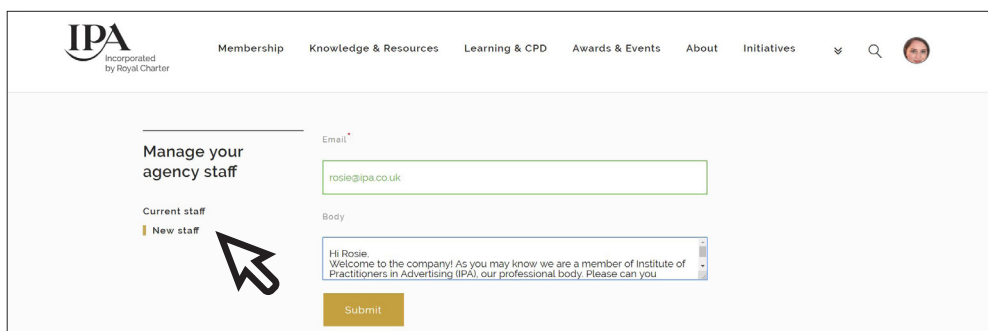 IPA
Incorporated
by Royal Charter
Membership Knowledge & Resources Learning & CPD Awards & Events About Initiatives
Manage your
agency staff
Current staff
New staff
Email*
rosie@ipa.co.uk
Body
Hi Rosie,
Welcome to the company! As you may know we are a member of Institute of
Practitioners in Advertising (IPA), our professional body. Please can you
Submit